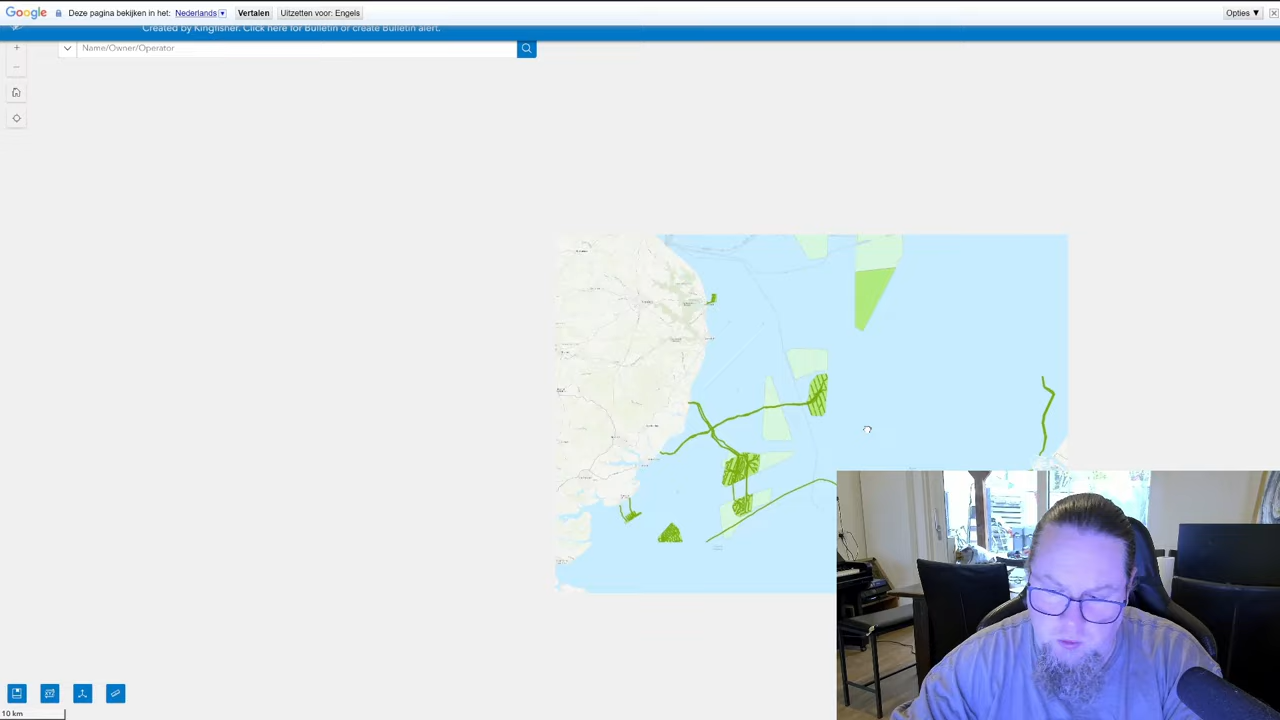 Google Deze pagina bekijken in het: Nederlands Vertalen Uitzetten voor: Engels Opties ▼
Created by Kingfisher. Click here for Bulletin or create Bulletin alert.
Name/Owner/Operator
10 km